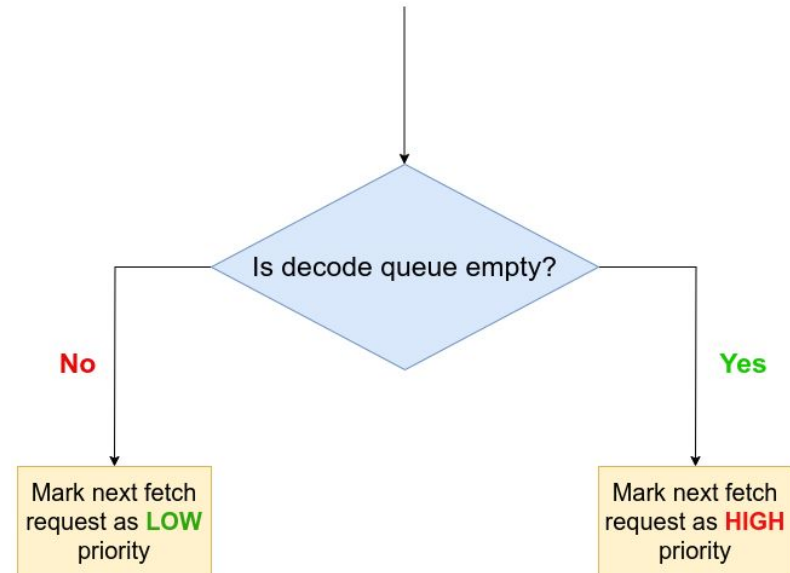 Is decode queue empty?
No
Yes
Mark next fetch
request as LOW
priority
Mark next fetch
request as HIGH
priority